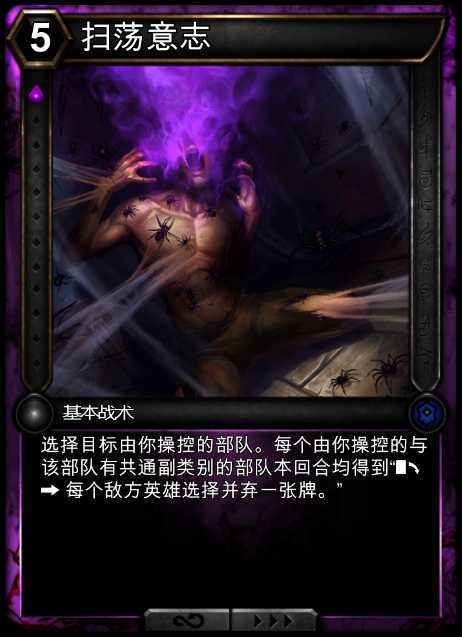 5
扫荡意志
基本战术
选择目标由你操控的部队。每个由你操控的与
该部队有共通副类别的部队本回合均得到“
➡ 每个敌方英雄选择并弃一张牌。”